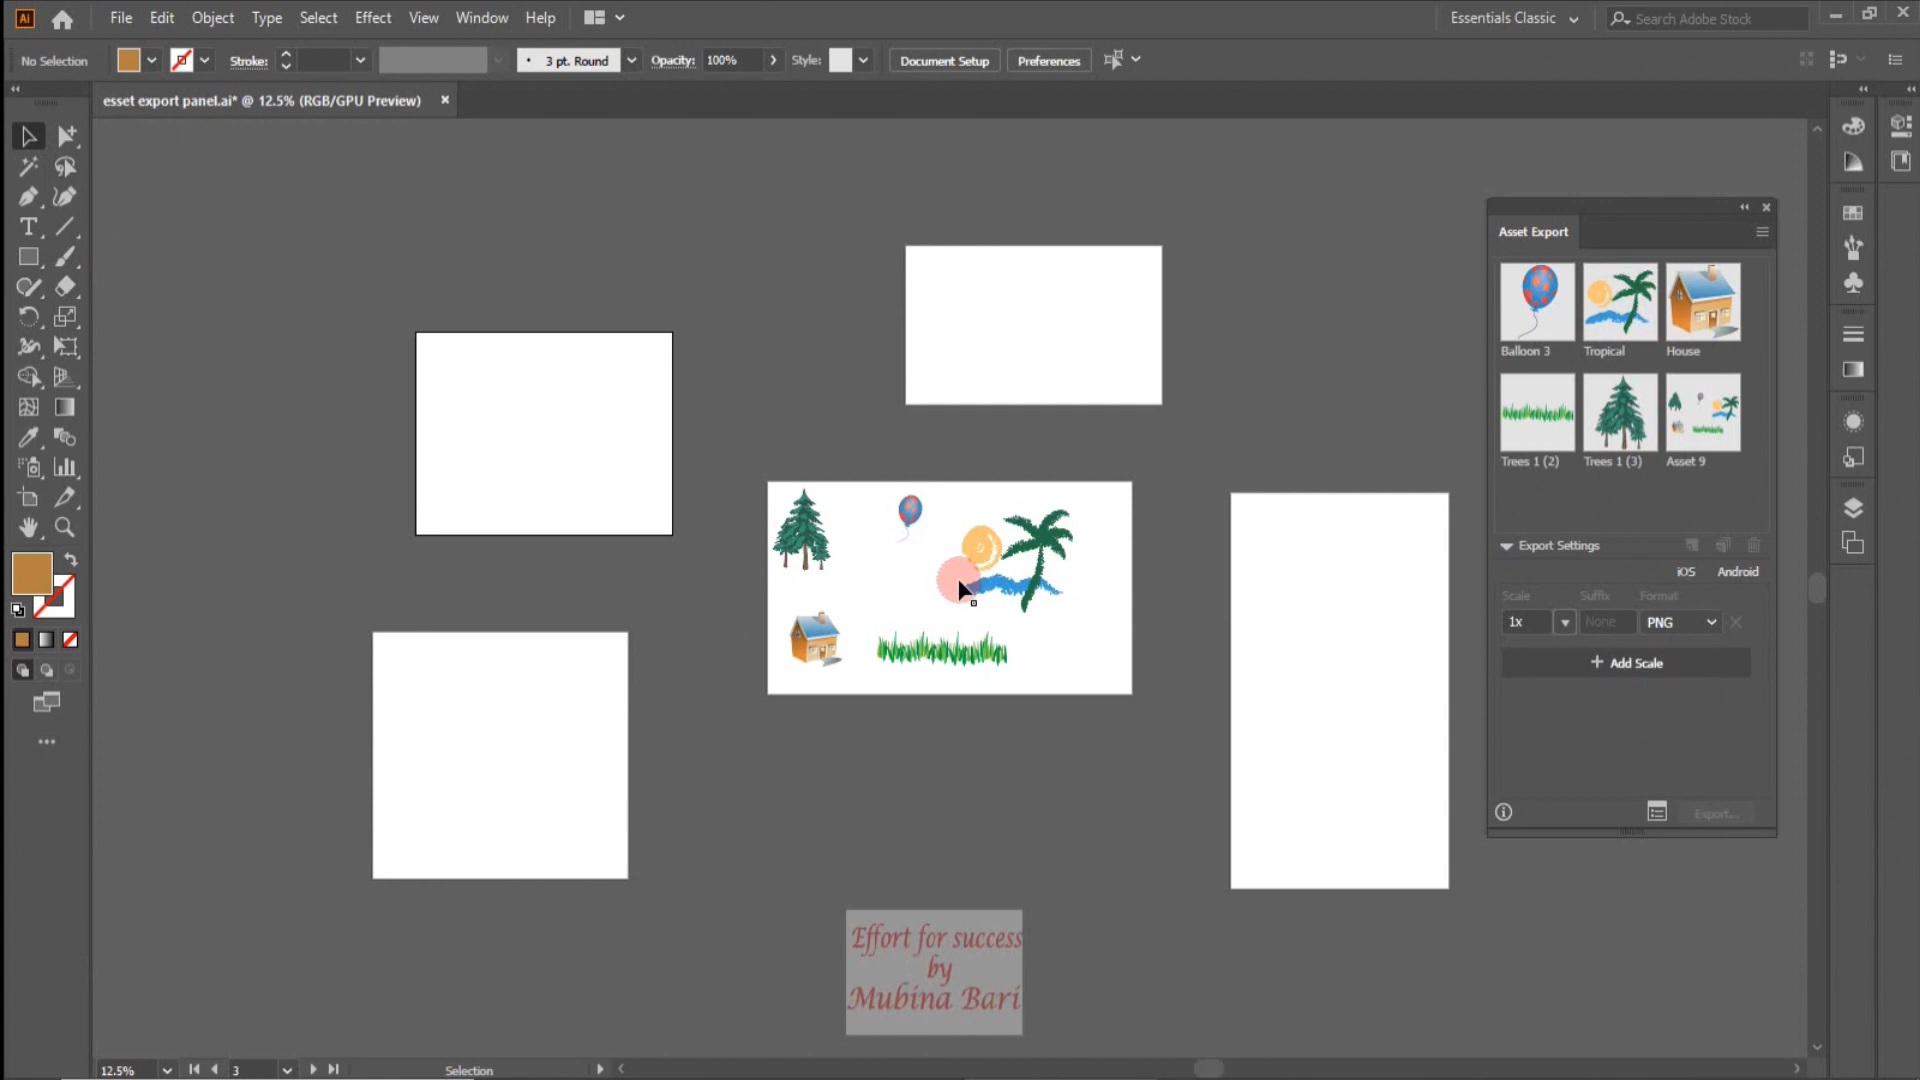 Ai File Edit Object Type Select Effect View Window Help Essentials Classic Search Adobe Stock
No Selection Stroke: 3 pt. Round Opacity: 100% Style: Document Setup Preferences
esset export panel.ai* @ 12.5% (RGB/GPU Preview)
Asset Export
Balloon 3 Tropical House
Trees 1 (2) Trees 1 (3) Asset 9
Export Settings
iOS Android
Scale Suffix Format
1x None PNG
+ Add Scale
Export...
Effort for success
by
Mubina Bari
12.5% 3 Selection